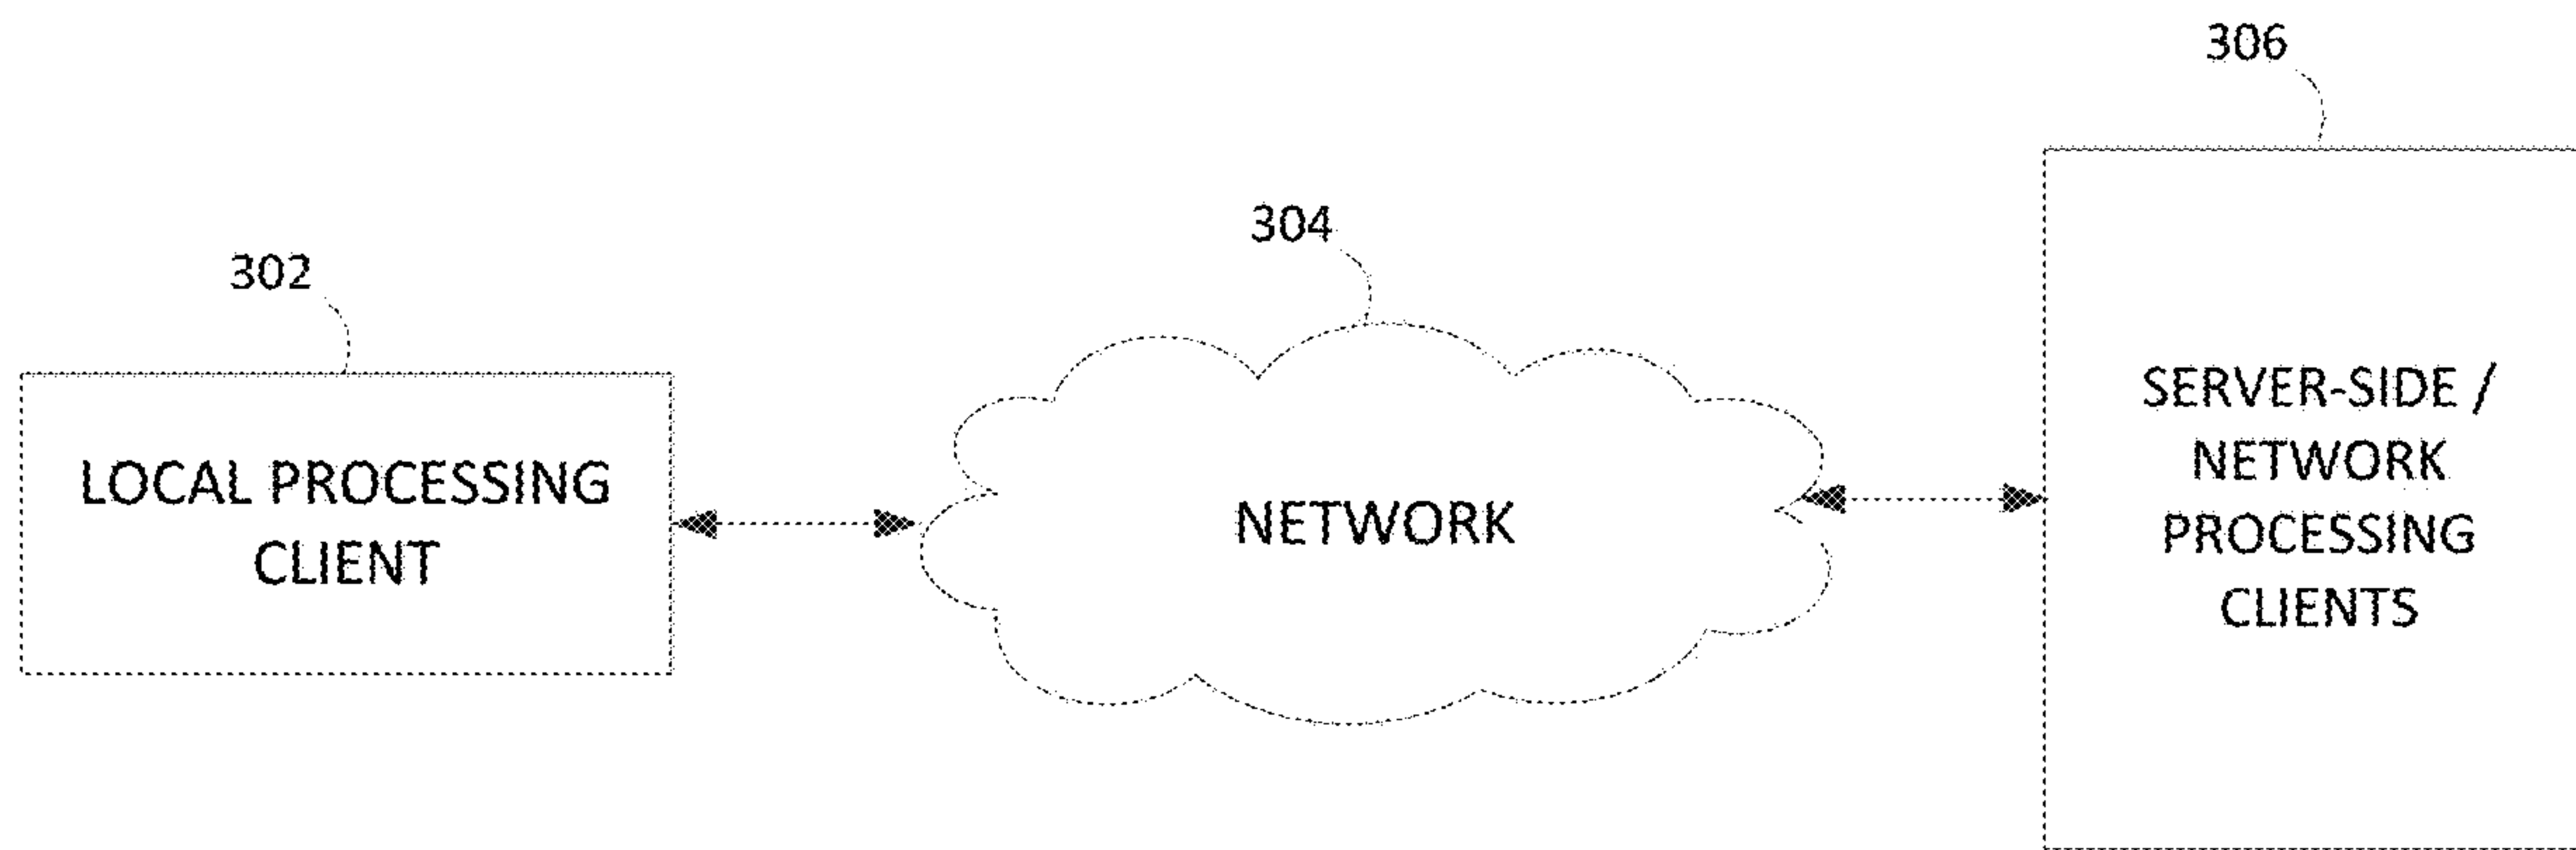 306
304
302
LOCAL PROCESSING
CLIENT
NETWORK
SERVER-SIDE /
NETWORK
PROCESSING
CLIENTS